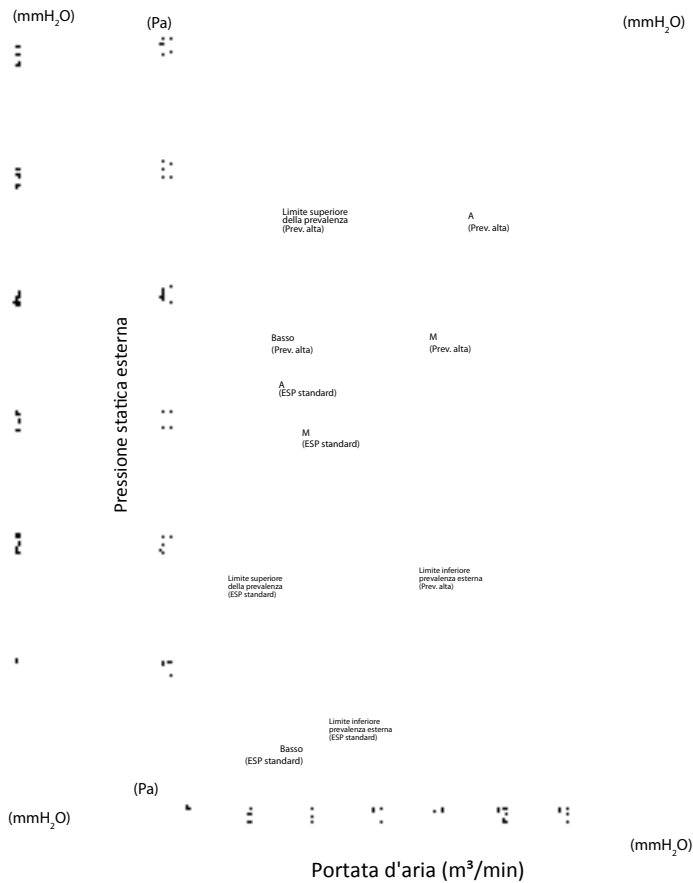 (mmH₂O)
(Pa)
(mmH₂O)
Limite superiore
della prevalenza
(Prev. alta)
A
(Prev. alta)
Basso
(Prev. alta)
M
(Prev. alta)
A
(ESP standard)
M
(ESP standard)
Pressione statica esterna
Limite superiore
della prevalenza
(ESP standard)
Limite inferiore
prevalenza esterna
(Prev. alta)
Limite inferiore
prevalenza esterna
(ESP standard)
Basso
(ESP standard)
(Pa)
(mmH₂O)
(mmH₂O)
Portata d'aria (m³/min)